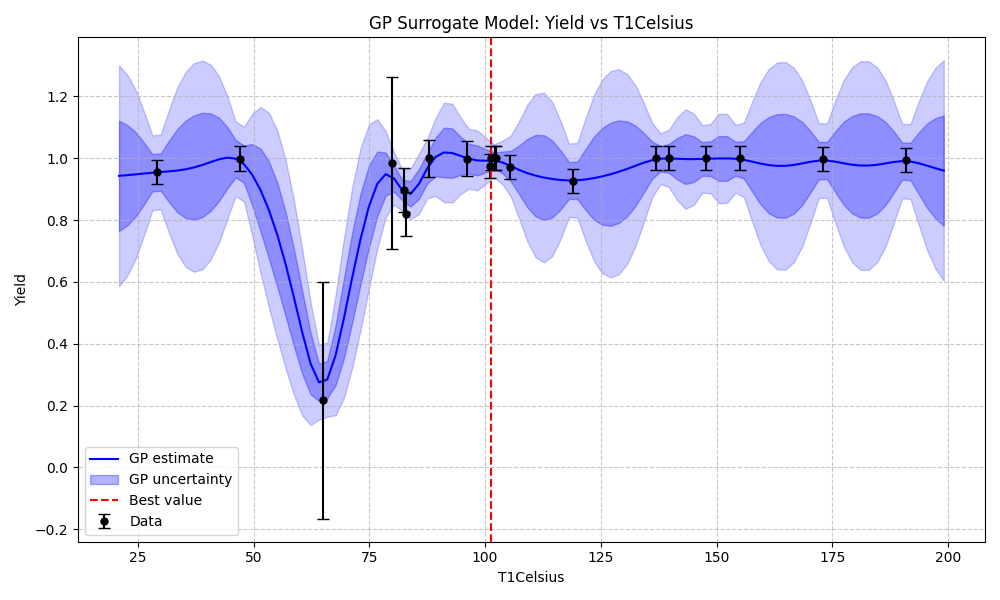 GP Surrogate Model: Yield vs T1Celsius
Yield
1.2
1.0
0.8
0.6
0.4
0.2
0.0
−0.2
GP estimate
GP uncertainty
Best value
Data
25
50
75
100
125
150
175
200
T1Celsius